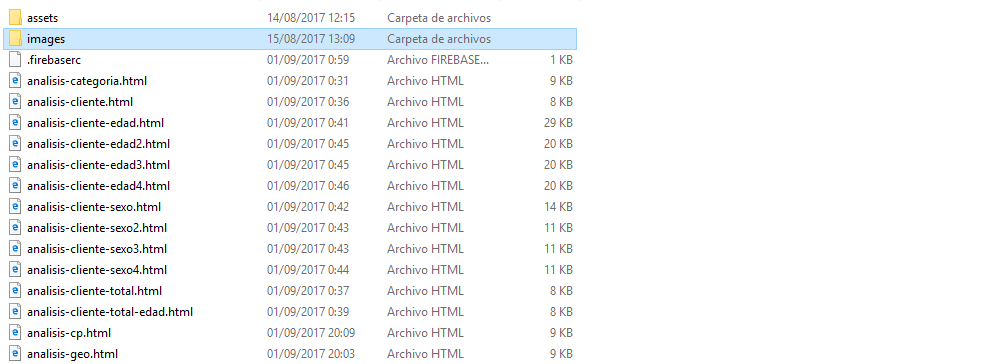 assets 14/08/2017 12:15 Carpeta de archivos
images 15/08/2017 13:09 Carpeta de archivos
.firebaserc 01/09/2017 0:59 Archivo FIREBASE... 1 KB
analisis-categoria.html 01/09/2017 0:31 Archivo HTML 9 KB
analisis-cliente.html 01/09/2017 0:36 Archivo HTML 8 KB
analisis-cliente-edad.html 01/09/2017 0:41 Archivo HTML 29 KB
analisis-cliente-edad2.html 01/09/2017 0:45 Archivo HTML 20 KB
analisis-cliente-edad3.html 01/09/2017 0:45 Archivo HTML 20 KB
analisis-cliente-edad4.html 01/09/2017 0:46 Archivo HTML 20 KB
analisis-cliente-sexo.html 01/09/2017 0:42 Archivo HTML 14 KB
analisis-cliente-sexo2.html 01/09/2017 0:43 Archivo HTML 11 KB
analisis-cliente-sexo3.html 01/09/2017 0:43 Archivo HTML 11 KB
analisis-cliente-sexo4.html 01/09/2017 0:44 Archivo HTML 11 KB
analisis-cliente-total.html 01/09/2017 0:37 Archivo HTML 8 KB
analisis-cliente-total-edad.html 01/09/2017 0:39 Archivo HTML 8 KB
analisis-cp.html 01/09/2017 20:09 Archivo HTML 9 KB
analisis-geo.html 01/09/2017 20:03 Archivo HTML 9 KB